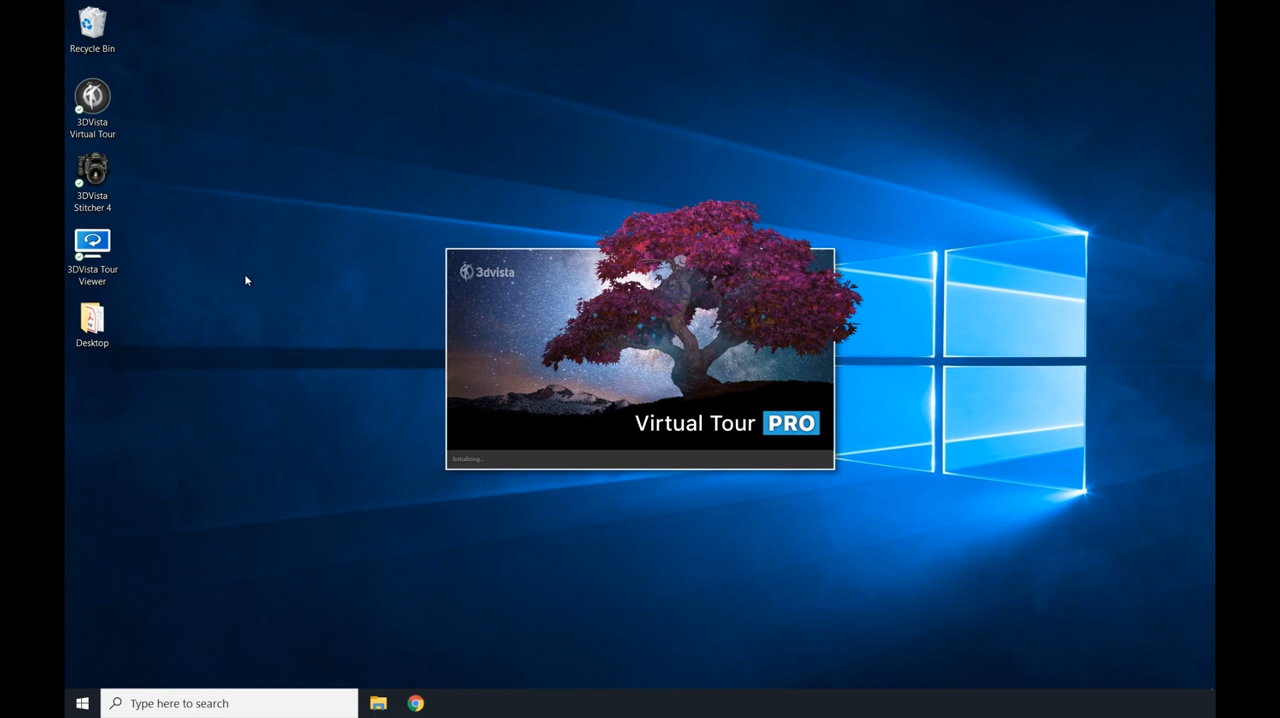 Recycle Bin
3DVista
Virtual Tour
3DVista
Stitcher 4
3DVista Tour
Viewer
Desktop
3dvista
Virtual Tour PRO
Initializing...
Type here to search